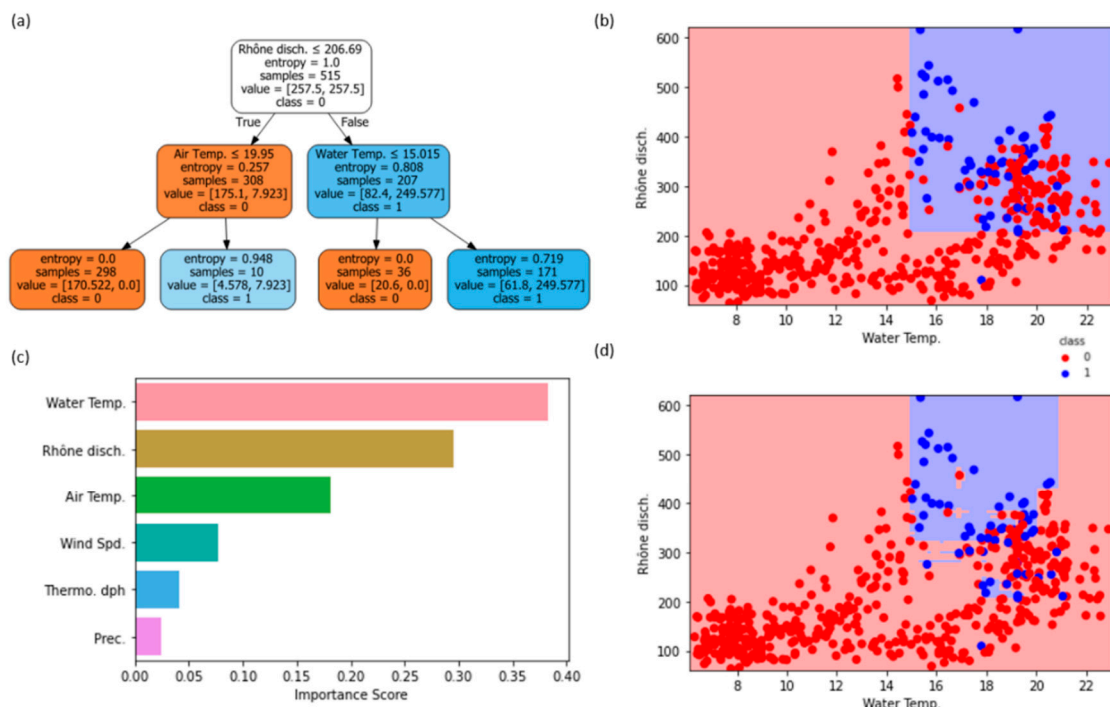 (a)
Rhône disch. ≤ 206.69
entropy = 1.0
samples = 515
value = [257.5, 257.5]
class = 0
True
False
Air Temp. ≤ 19.95
entropy = 0.257
samples = 308
value = [175.1, 7.923]
class = 0
Water Temp. ≤ 15.015
entropy = 0.808
samples = 207
value = [82.4, 249.577]
class = 1
entropy = 0.0
samples = 298
value = [170.522, 0.0]
class = 0
entropy = 0.948
samples = 10
value = [4.578, 7.923]
class = 1
entropy = 0.0
samples = 36
value = [20.6, 0.0]
class = 0
entropy = 0.719
samples = 171
value = [61.8, 249.577]
class = 1
(b)
600
500
400
300
200
100
Rhône disch.
8 10 12 14 16 18 20 22
Water Temp.
class
0
1
(c)
Water Temp.
Rhône disch.
Air Temp.
Wind Spd.
Thermo. dph
Prec.
0.00 0.05 0.10 0.15 0.20 0.25 0.30 0.35 0.40
Importance Score
(d)
600
500
400
300
200
100
Rhône disch.
8 10 12 14 16 18 20 22
Water Temp.